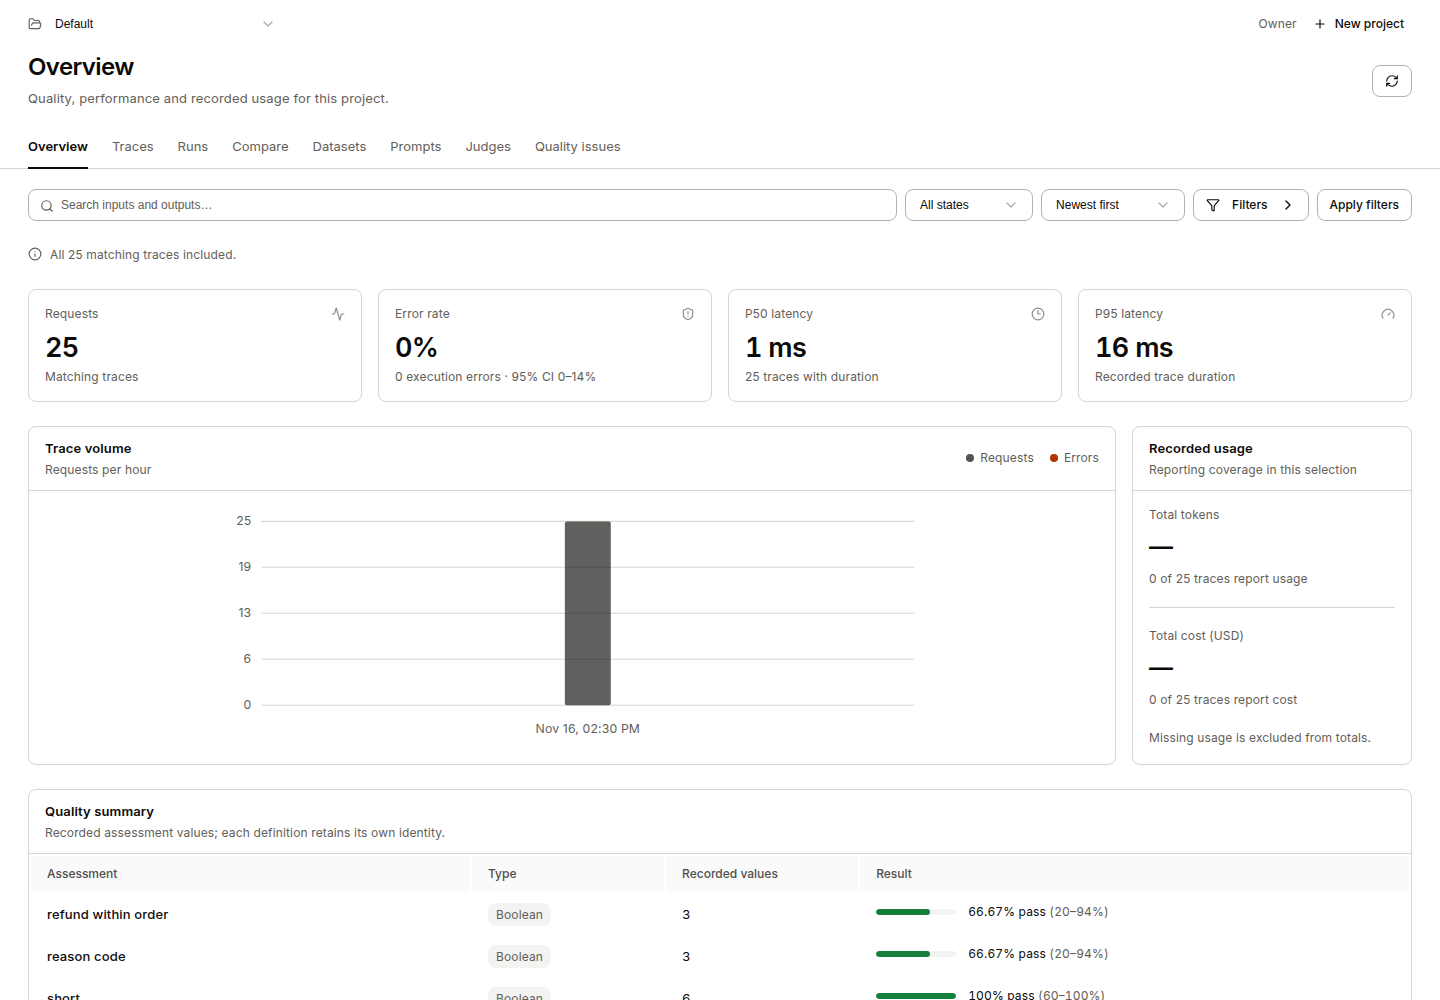 Default
Owner
New project
Overview
Quality, performance and recorded usage for this project.
Overview Traces Runs Compare Datasets Prompts Judges Quality issues
Search inputs and outputs…
All states
Newest first
Filters
Apply filters
All 25 matching traces included.
Requests
25
Matching traces
Error rate
0%
0 execution errors · 95% CI 0–14%
P50 latency
1 ms
25 traces with duration
P95 latency
16 ms
Recorded trace duration
Trace volume
Requests per hour
Requests
Errors
25
19
13
6
0
Nov 16, 02:30 PM
Recorded usage
Reporting coverage in this selection
Total tokens
—
0 of 25 traces report usage
Total cost (USD)
—
0 of 25 traces report cost
Missing usage is excluded from totals.
Quality summary
Recorded assessment values; each definition retains its own identity.
Assessment Type Recorded values Result
refund within order Boolean 3 66.67% pass (20–94%)
reason code Boolean 3 66.67% pass (20–94%)
short Boolean 6 100% pass (60–100%)